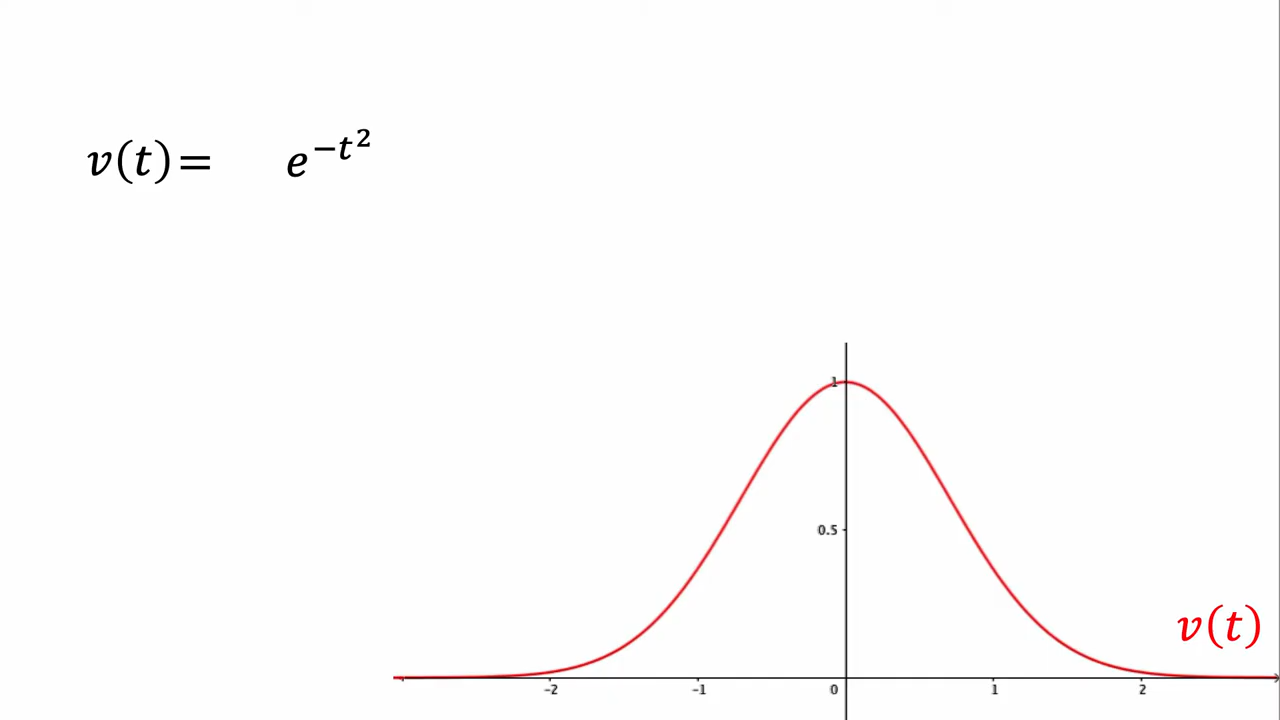 v(t)= e^{-t^2}
1
0.5
v(t)
-2 -1 0 1 2